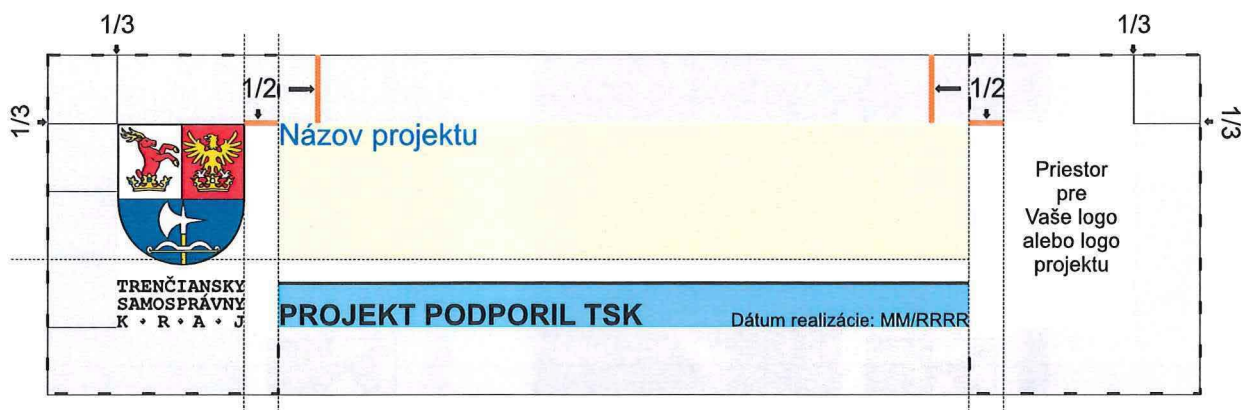 1/3
1/3
1/2
1/2
1/3
1/3
Názov projektu
Priestor
pre
Vaše logo
alebo logo
projektu
TRENČIANSKY
SAMOSPRÁVNY
K • R • A • J
PROJEKT PODPORIL TSK
Dátum realizácie: MM/RRRR